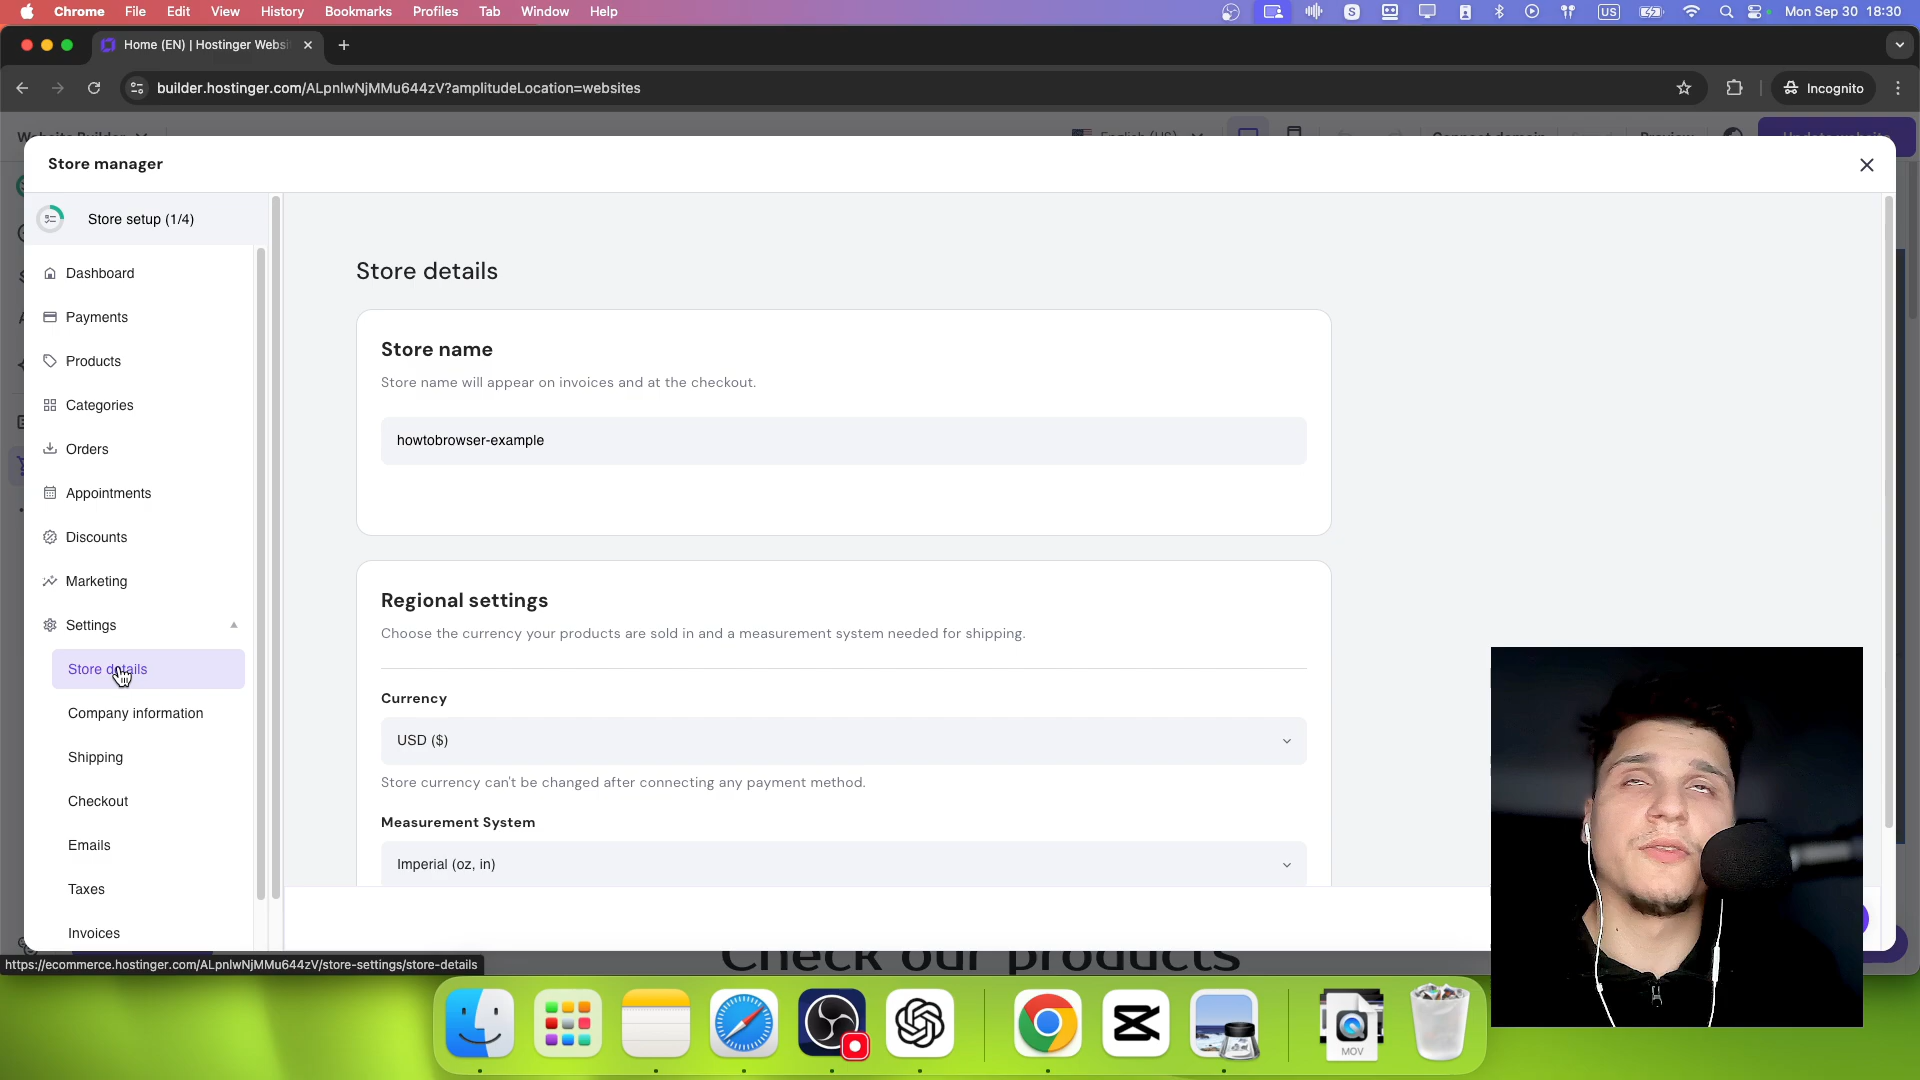 Chrome File Edit View History Bookmarks Profiles Tab Window Help
US
Mon Sep 30 18:30
Home (EN) | Hostinger Websi
builder.hostinger.com/ALpnlwNjMMu644zV?amplitudeLocation=websites
Incognito
Store manager
Store setup (1/4)
Dashboard
Payments
Products
Categories
Orders
Appointments
Discounts
Marketing
Settings
Store details
Company information
Shipping
Checkout
Emails
Taxes
Invoices
Store details
Store name
Store name will appear on invoices and at the checkout.
howtobrowser-example
Regional settings
Choose the currency your products are sold in and a measurement system needed for shipping.
Currency
USD ($)
Store currency can't be changed after connecting any payment method.
Measurement System
Imperial (oz, in)
Check our products
https://ecommerce.hostinger.com/ALpnlwNjMMu644zV/store-settings/store-details
MOV